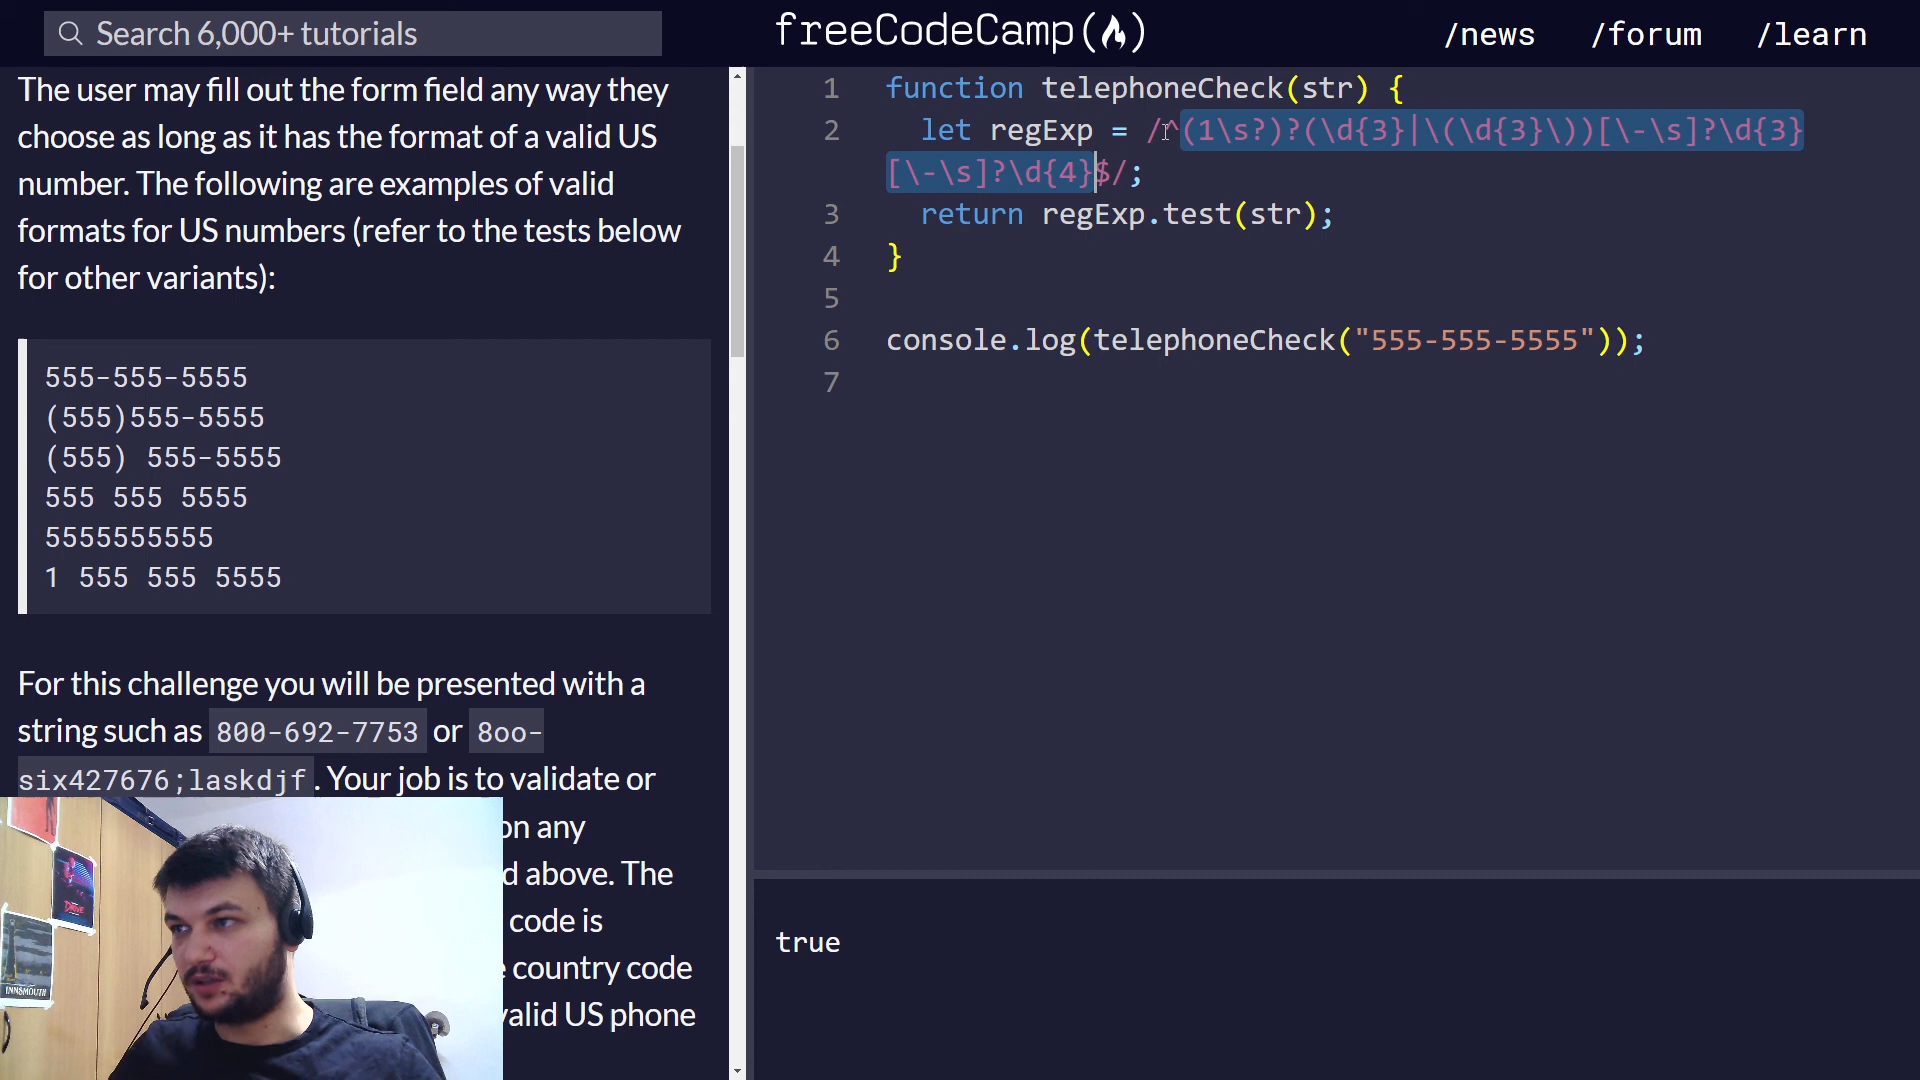 Search 6,000+ tutorials
freeCodeCamp
/news
/forum
/learn
The user may fill out the form field any way they
choose as long as it has the format of a valid US
number. The following are examples of valid
formats for US numbers (refer to the tests below
for other variants):
555-555-5555
(555)555-5555
(555) 555-5555
555 555 5555
5555555555
1 555 555 5555
For this challenge you will be presented with a
string such as 800-692-7753 or 8oo-
six427676;laskdjf. Your job is to validate or
on any
d above. The
code is
country code
valid US phone
DRIVE
INNSMOUTH
1 function telephoneCheck(str) {
2 let regExp = /^(1\s?)?(\d{3}|\(\d{3}\))[\-\s]?\d{3}
[\-\s]?\d{4}$/;
3 return regExp.test(str);
4 }
5
6 console.log(telephoneCheck("555-555-5555"));
7
true